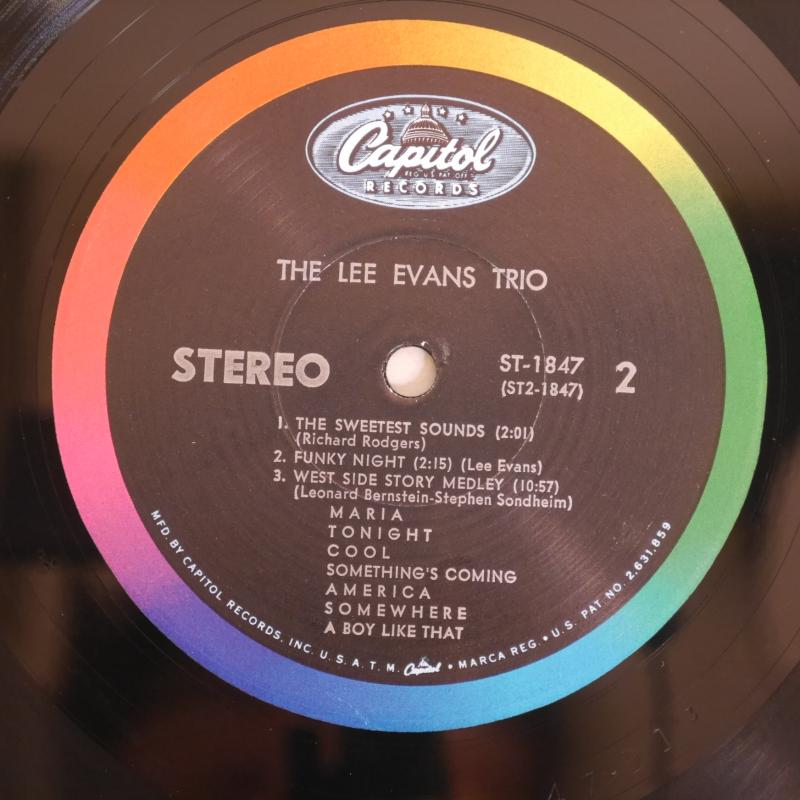 Capitol
REG. U.S. PAT. OFF.
RECORDS
THE LEE EVANS TRIO
STEREO
ST-1847
(ST2-1847)
2
1. THE SWEETEST SOUNDS (2:01)
(Richard Rodgers)
2. FUNKY NIGHT (2:15) (Lee Evans)
3. WEST SIDE STORY MEDLEY (10:57)
(Leonard Bernstein-Stephen Sondheim)
MARIA
TONIGHT
COOL
SOMETHING'S COMING
AMERICA
SOMEWHERE
A BOY LIKE THAT
MFD. BY CAPITOL RECORDS, INC. U. S. A. T. M. Capitol • MARCA REG. • U. S. PAT. NO. 2,631,859